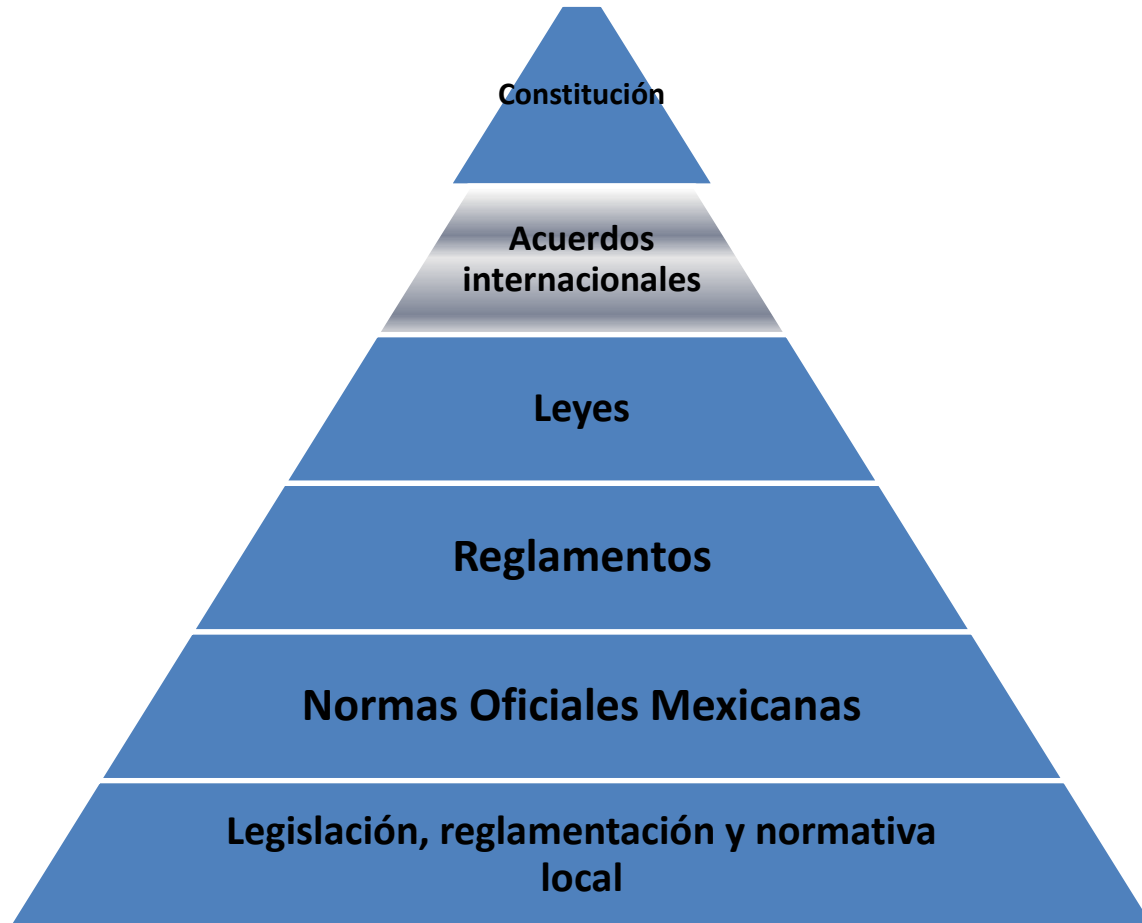 Constitución
Acuerdos
internacionales
Leyes
Reglamentos
Normas Oficiales Mexicanas
Legislación, reglamentación y normativa
local